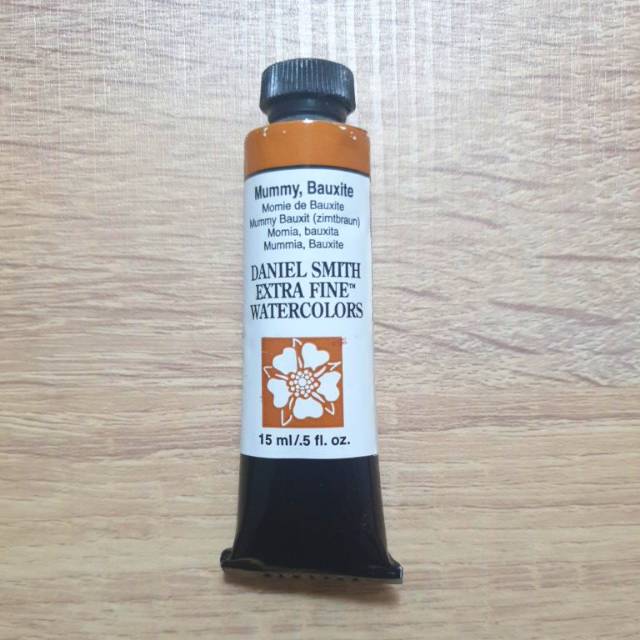 Mummy, Bauxite
Momie de Bauxite
Mummy Bauxit (zimtbraun)
Momia, bauxita
Mummia, Bauxite
DANIEL SMITH
EXTRA FINE™
WATERCOLORS
15 ml/.5 fl. oz.